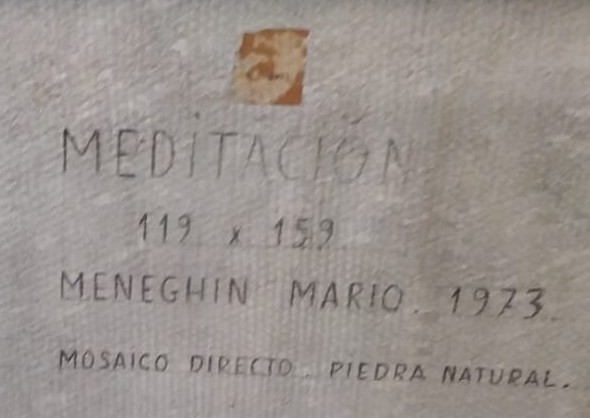 MEDITACIÓN
119 x 159
MENEGHIN MARIO. 1973.
MOSAICO DIRECTO. PIEDRA NATURAL.